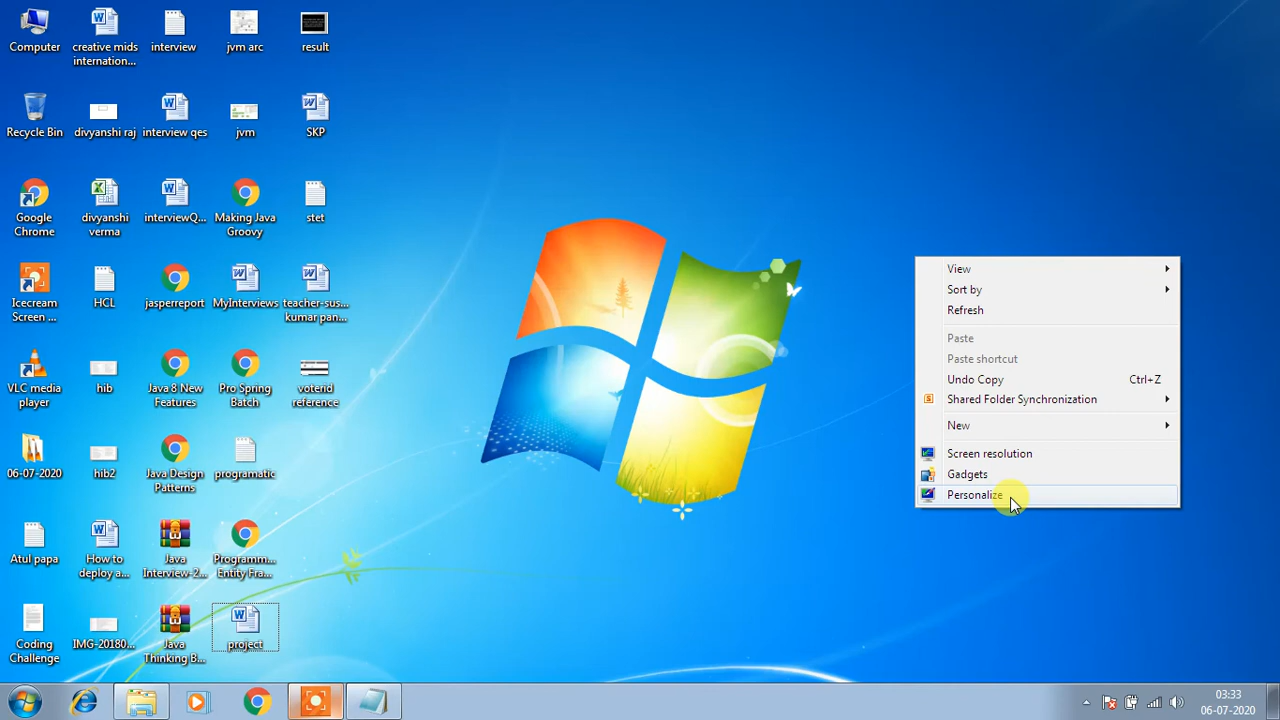 Computer
creative mids
internation...
interview
jvm arc
result
Recycle Bin
divyanshi raj
interview qes
jvm
SKP
Google
Chrome
divyanshi
verma
interviewQ...
Making Java
Groovy
stet
Icecream
Screen ...
HCL
jasperreport
MyInterviews
teacher-sus...
kumar pan...
VLC media
player
hib
Java 8 New
Features
Pro Spring
Batch
voterid
reference
06-07-2020
hib2
Java Design
Patterns
programatic
Atul papa
How to
deploy a...
Java
Interview-2...
Programm...
Entity Fra...
Coding
Challenge
IMG-20180...
Java
Thinking B...
project
View
Sort by
Refresh
Paste
Paste shortcut
Undo Copy Ctrl+Z
Shared Folder Synchronization
New
Screen resolution
Gadgets
Personalize
03:33
06-07-2020